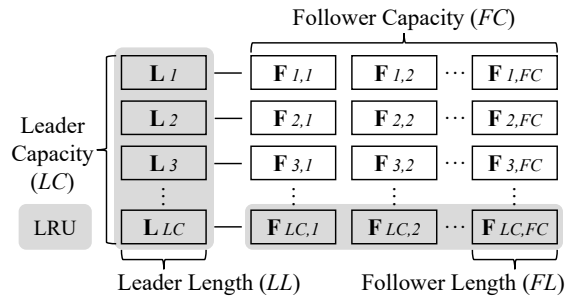 Follower Capacity (FC)
L 1 F 1,1 F 1,2 ··· F 1,FC
L 2 F 2,1 F 2,2 ··· F 2,FC
Leader
Capacity
(LC)
L 3 F 3,1 F 3,2 ··· F 3,FC
⋮ ⋮ ⋮ ⋮
LRU
L LC F LC,1 F LC,2 ··· F LC,FC
Leader Length (LL) Follower Length (FL)